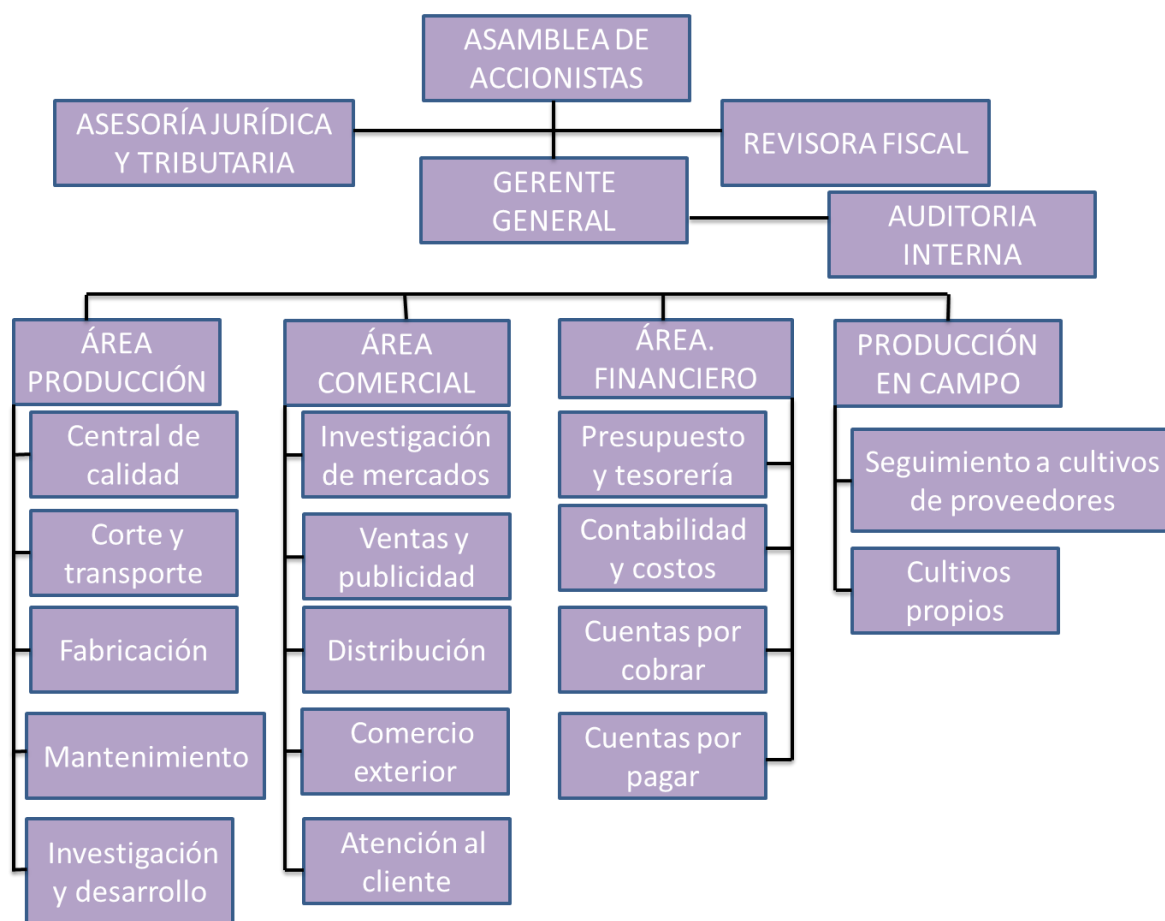 ASAMBLEA DE
ACCIONISTAS
ASESORÍA JURÍDICA
Y TRIBUTARIA
REVISORA FISCAL
GERENTE
GENERAL
AUDITORIA
INTERNA
ÁREA
PRODUCCIÓN
Central de
calidad
Corte y
transporte
Fabricación
Mantenimiento
Investigación
y desarrollo
ÁREA
COMERCIAL
Investigación
de mercados
Ventas y
publicidad
Distribución
Comercio
exterior
Atención al
cliente
ÁREA.
FINANCIERO
Presupuesto
y tesorería
Contabilidad
y costos
Cuentas por
cobrar
Cuentas por
pagar
PRODUCCIÓN
EN CAMPO
Seguimiento a cultivos
de proveedores
Cultivos
propios